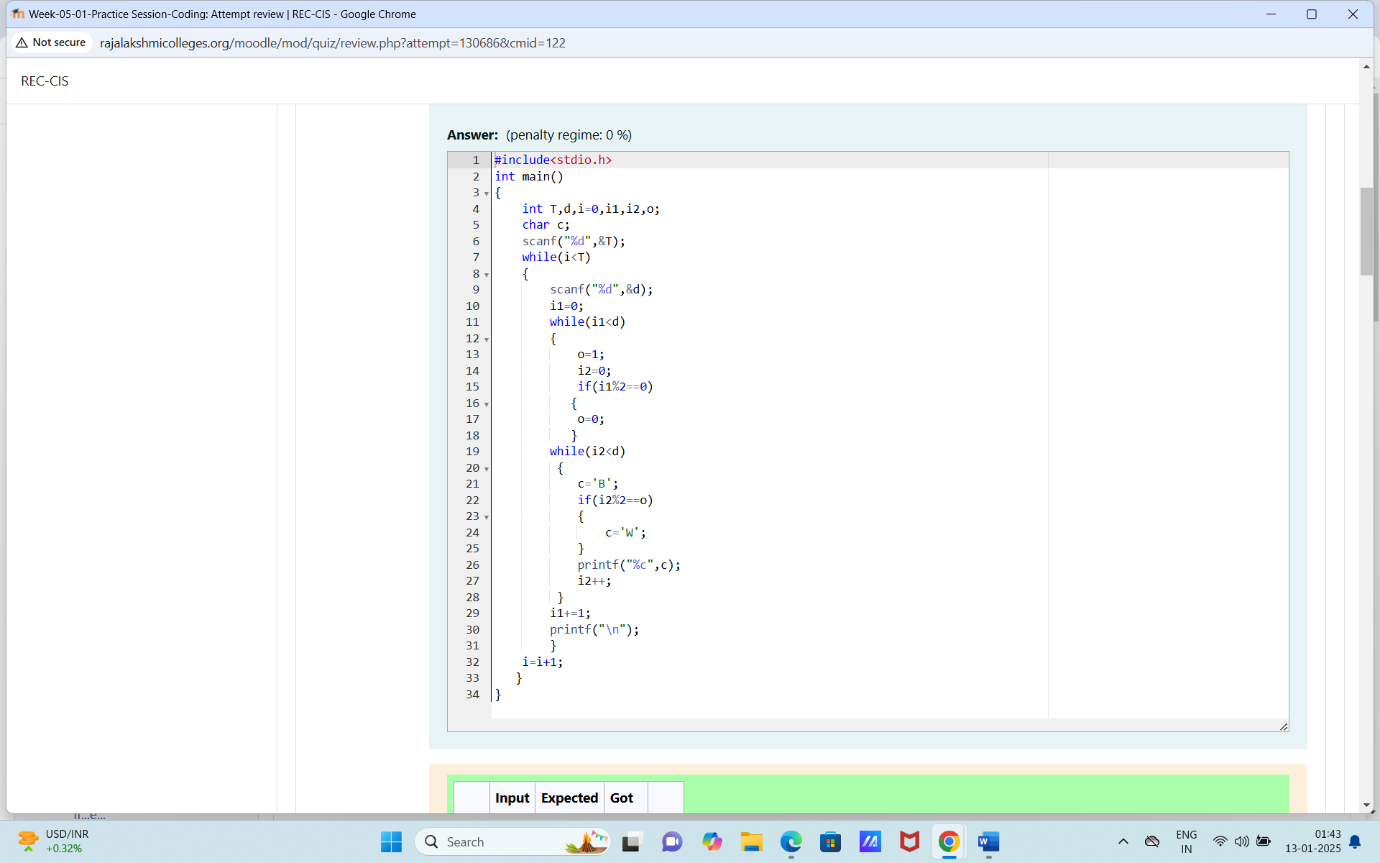 Week-05-01-Practice Session-Coding: Attempt review | REC-CIS - Google Chrome
Not secure rajalakshmicolleges.org/moodle/mod/quiz/review.php?attempt=130686&cmid=122
REC-CIS
Answer: (penalty regime: 0 %)
1 #include<stdio.h>
2 int main()
3 {
4 int T,d,i=0,i1,i2,o;
5 char c;
6 scanf("%d",&T);
7 while(i<T)
8 {
9 scanf("%d",&d);
10 i1=0;
11 while(i1<d)
12 {
13 o=1;
14 i2=0;
15 if(i1%2==0)
16 {
17 o=0;
18 }
19 while(i2<d)
20 {
21 c='B';
22 if(i2%2==o)
23 {
24 c='W';
25 }
26 printf("%c",c);
27 i2++;
28 }
29 i1+=1;
30 printf("\n");
31 }
32 i=i+1;
33 }
34 }
Input Expected Got
USD/INR
+0.32%
Search
ENG
IN
01:43
13-01-2025